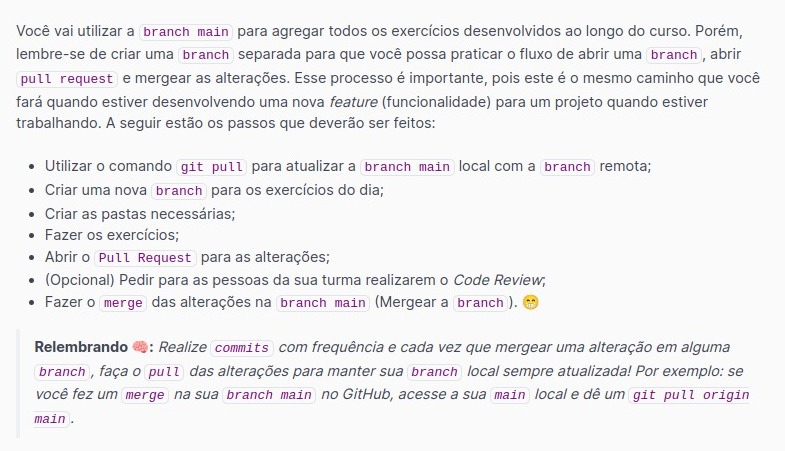 Você vai utilizar a branch main para agregar todos os exercícios desenvolvidos ao longo do curso. Porém,
lembre-se de criar uma branch separada para que você possa praticar o fluxo de abrir uma branch, abrir
pull request e mergear as alterações. Esse processo é importante, pois este é o mesmo caminho que você
fará quando estiver desenvolvendo uma nova feature (funcionalidade) para um projeto quando estiver
trabalhando. A seguir estão os passos que deverão ser feitos:
• Utilizar o comando git pull para atualizar a branch main local com a branch remota;
• Criar uma nova branch para os exercícios do dia;
• Criar as pastas necessárias;
• Fazer os exercícios;
• Abrir o Pull Request para as alterações;
• (Opcional) Pedir para as pessoas da sua turma realizarem o Code Review;
• Fazer o merge das alterações na branch main (Mergear a branch). 😁
Relembrando 🧠: Realize commits com frequência e cada vez que mergear uma alteração em alguma
branch, faça o pull das alterações para manter sua branch local sempre atualizada! Por exemplo: se
você fez um merge na sua branch main no GitHub, acesse a sua main local e dê um git pull origin
main.